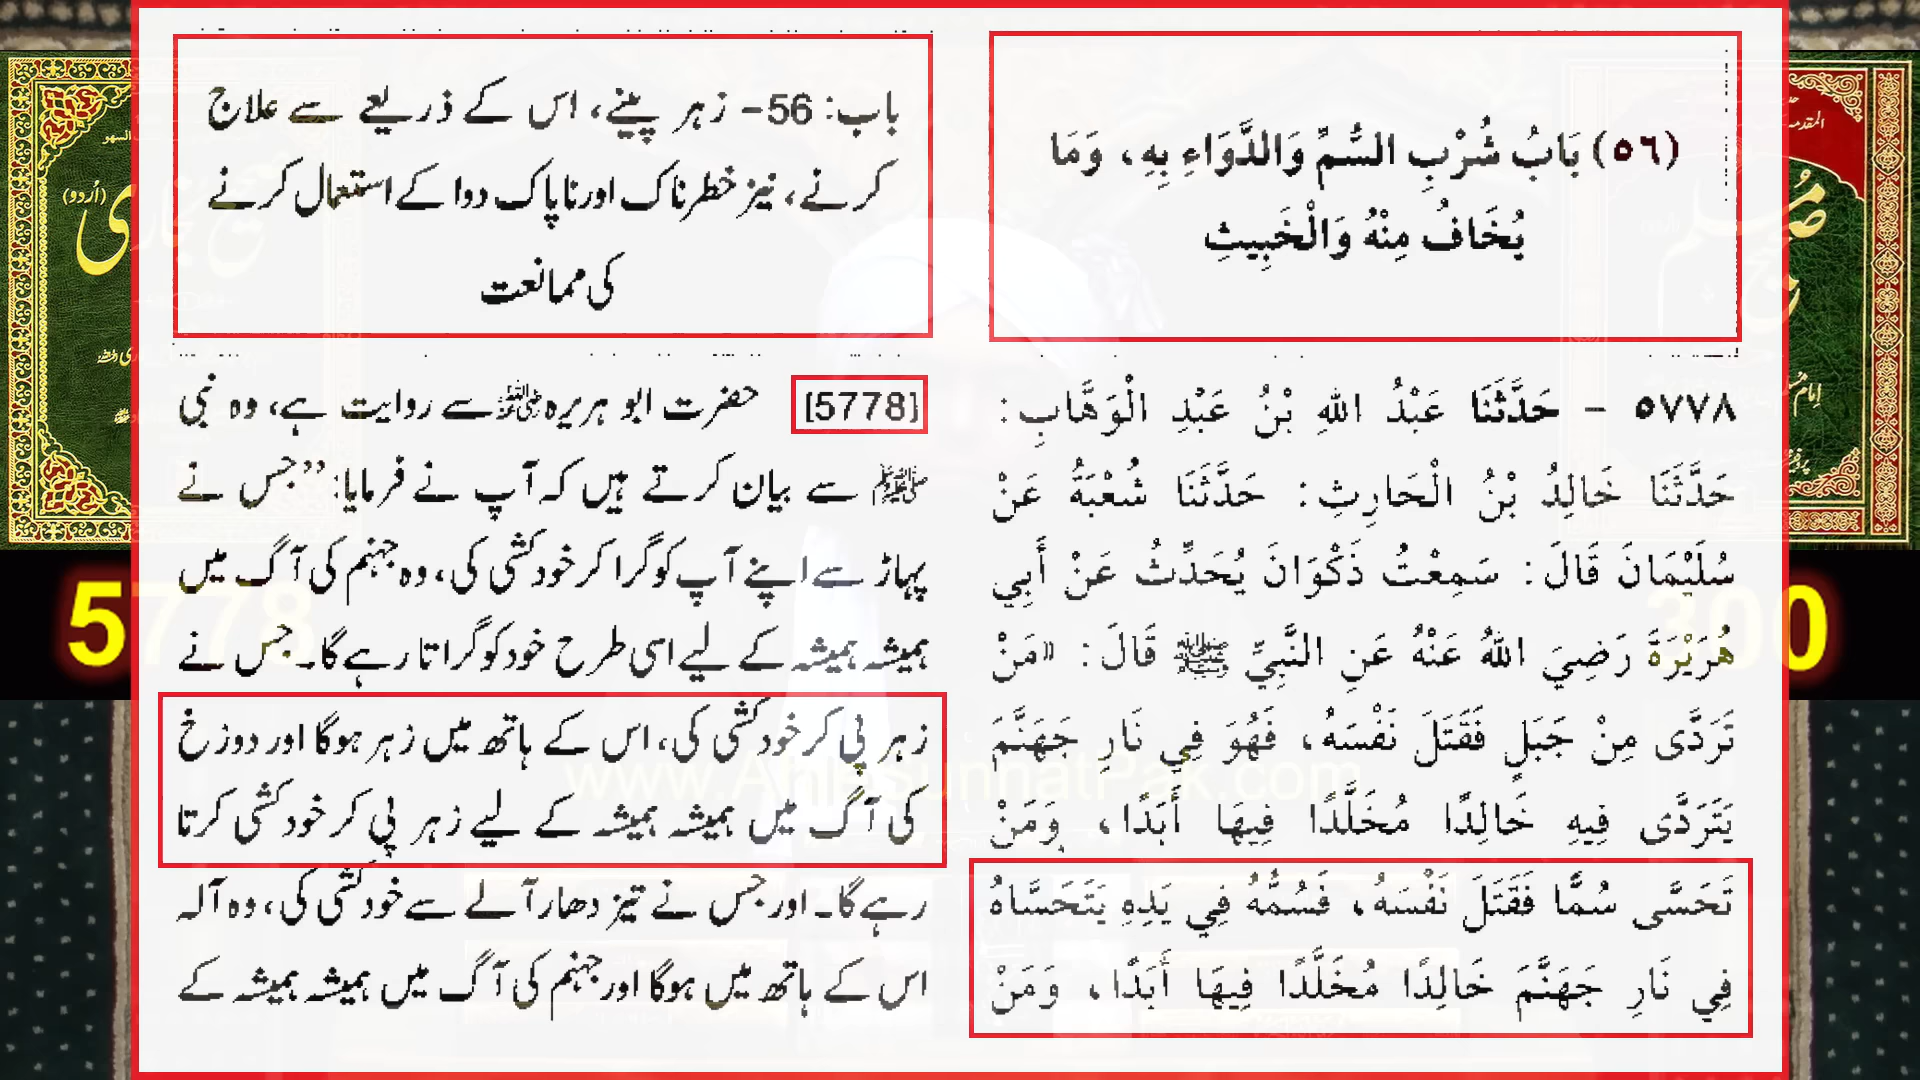 (٥٦) بَابُ شُرْبِ السُّمِّ وَالدَّوَاءِ بِهِ، وَمَا
يُخَافُ مِنْهُ وَالْخَبِيثِ
٥٧٧٨ - حَدَّثَنَا عَبْدُ اللهِ بْنُ عَبْدِ الْوَهَّابِ:
حَدَّثَنَا خَالِدُ بْنُ الْحَارِثِ: حَدَّثَنَا شُعْبَةُ عَنْ
سُلَيْمَانَ قَالَ: سَمِعْتُ ذَكْوَانَ يُحَدِّثُ عَنْ أَبِي
هُرَيْرَةَ رَضِيَ اللهُ عَنْهُ عَنِ النَّبِيِّ ﷺ قَالَ: «مَنْ
تَرَدَّى مِنْ جَبَلٍ فَقَتَلَ نَفْسَهُ، فَهُوَ فِي نَارِ جَهَنَّمَ
يَتَرَدَّى فِيهِ خَالِدًا مُخَلَّدًا فِيهَا أَبَدًا، وَمَنْ
تَحَسَّى سُمًّا فَقَتَلَ نَفْسَهُ، فَسُمُّهُ فِي يَدِهِ يَتَحَسَّاهُ
فِي نَارِ جَهَنَّمَ خَالِدًا مُخَلَّدًا فِيهَا أَبَدًا، وَمَنْ
باب: 56- زہر پینے، اس کے ذریعے سے علاج
کرنے، نیز خطرناک اور ناپاک دوا کے استعمال کرنے
کی ممانعت
[5778] حضرت ابو ہریرہ ؓ سے روایت ہے، وہ نبی
ﷺ سے بیان کرتے ہیں کہ آپ نے فرمایا: ’’جس نے
پہاڑ سے اپنے آپ کو گرا کر خودکشی کی، وہ جہنم کی آگ میں
ہمیشہ ہمیشہ کے لیے اسی طرح خود کو گراتا رہے گا۔ جس نے
زہر پی کر خودکشی کی، اس کے ہاتھ میں زہر ہوگا اور دوزخ
کی آگ میں ہمیشہ ہمیشہ کے لیے زہر پی کر خودکشی کرتا
رہے گا۔ اور جس نے تیز دھار آلے سے خودکشی کی، وہ آلہ
اس کے ہاتھ میں ہوگا اور جہنم کی آگ میں ہمیشہ ہمیشہ کے
5778
300
www.AhlesunnatPak.com
(اُردو)